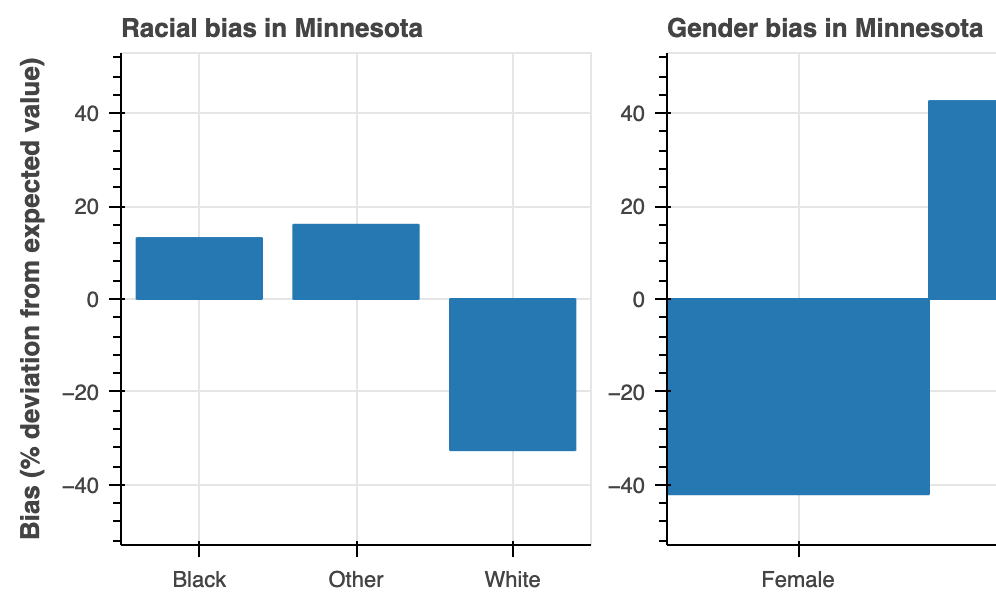 Racial bias in Minnesota
Gender bias in Minnesota
Bias (% deviation from expected value)
40
20
0
−20
−40
Black Other White
40
20
0
−20
−40
Female